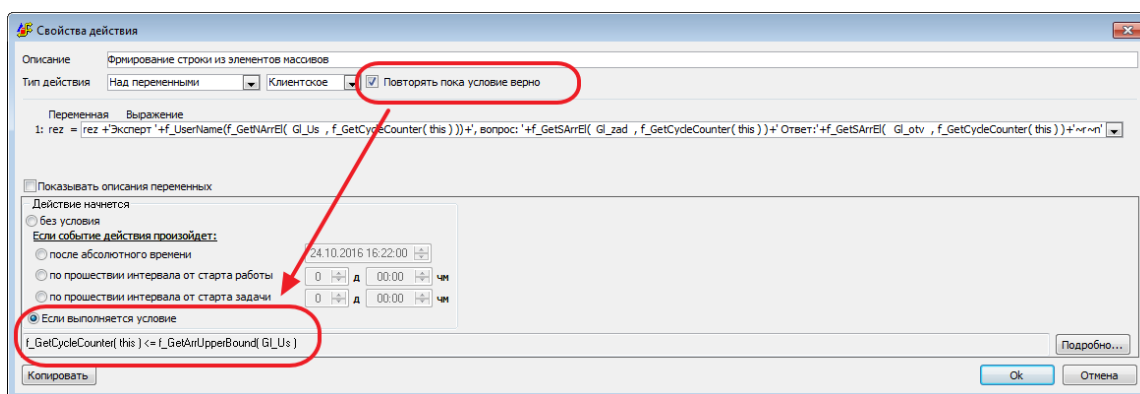 Свойства действия
Описание Фрмирование строки из элементов массивов
Тип действия Над переменными Клиентское Повторять пока условие верно
Переменная Выражение
1: rez = rez +'Эксперт '+f_UserName(f_GetNArrEl( Gl_Us , f_GetCycleCounter( this ) ))+', вопрос: '+f_GetSArrEl( Gl_zad , f_GetCycleCounter( this ) )+' Ответ:'+f_GetSArrEl( Gl_otv , f_GetCycleCounter( this ) )+'~r~n'
Показывать описания переменных
Действие начнется
без условия
Если событие действия произойдет:
после абсолютного времени 24.10.2016 16:22:00
по прошествии интервала от старта работы 0 д 00:00 чм
по прошествии интервала от старта задачи 0 д 00:00 чм
Если выполняется условие
f_GetCycleCounter( this ) <= f_GetArrUpperBound( Gl_Us )
Подробно...
Копировать Ok Отмена